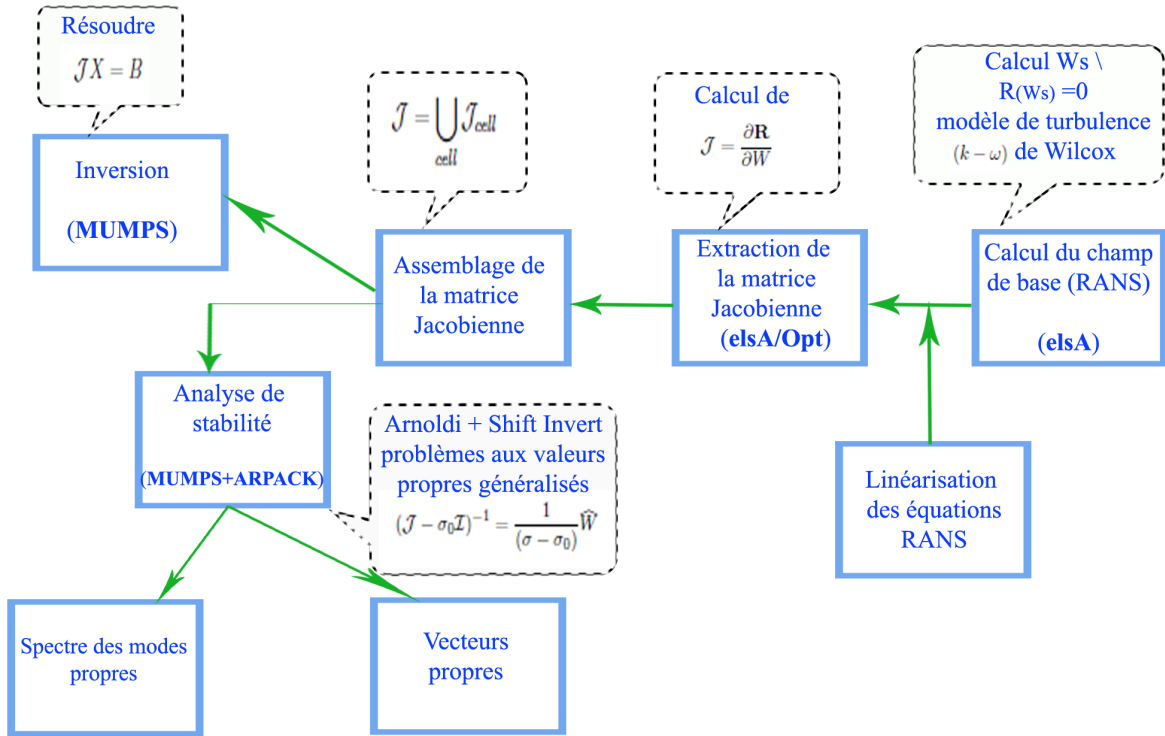 Résoudre
𝒥X = B
Inversion
(MUMPS)
𝒥 = ⋃ 𝒥cell
cell
Calcul de
𝒥 = ∂R/∂W
Calcul Ws \
R(Ws) =0
modèle de turbulence
(k − ω) de Wilcox
Assemblage de
la matrice
Jacobienne
Extraction de
la matrice
Jacobienne
(elsA/Opt)
Calcul du champ
de base (RANS)
(elsA)
Analyse de
stabilité
(MUMPS+ARPACK)
Arnoldi + Shift Invert
problèmes aux valeurs
propres généralisés
(𝒥 − σ₀ℐ)⁻¹ = 1/(σ − σ₀) Ŵ
Linéarisation
des équations
RANS
Spectre des modes
propres
Vecteurs
propres